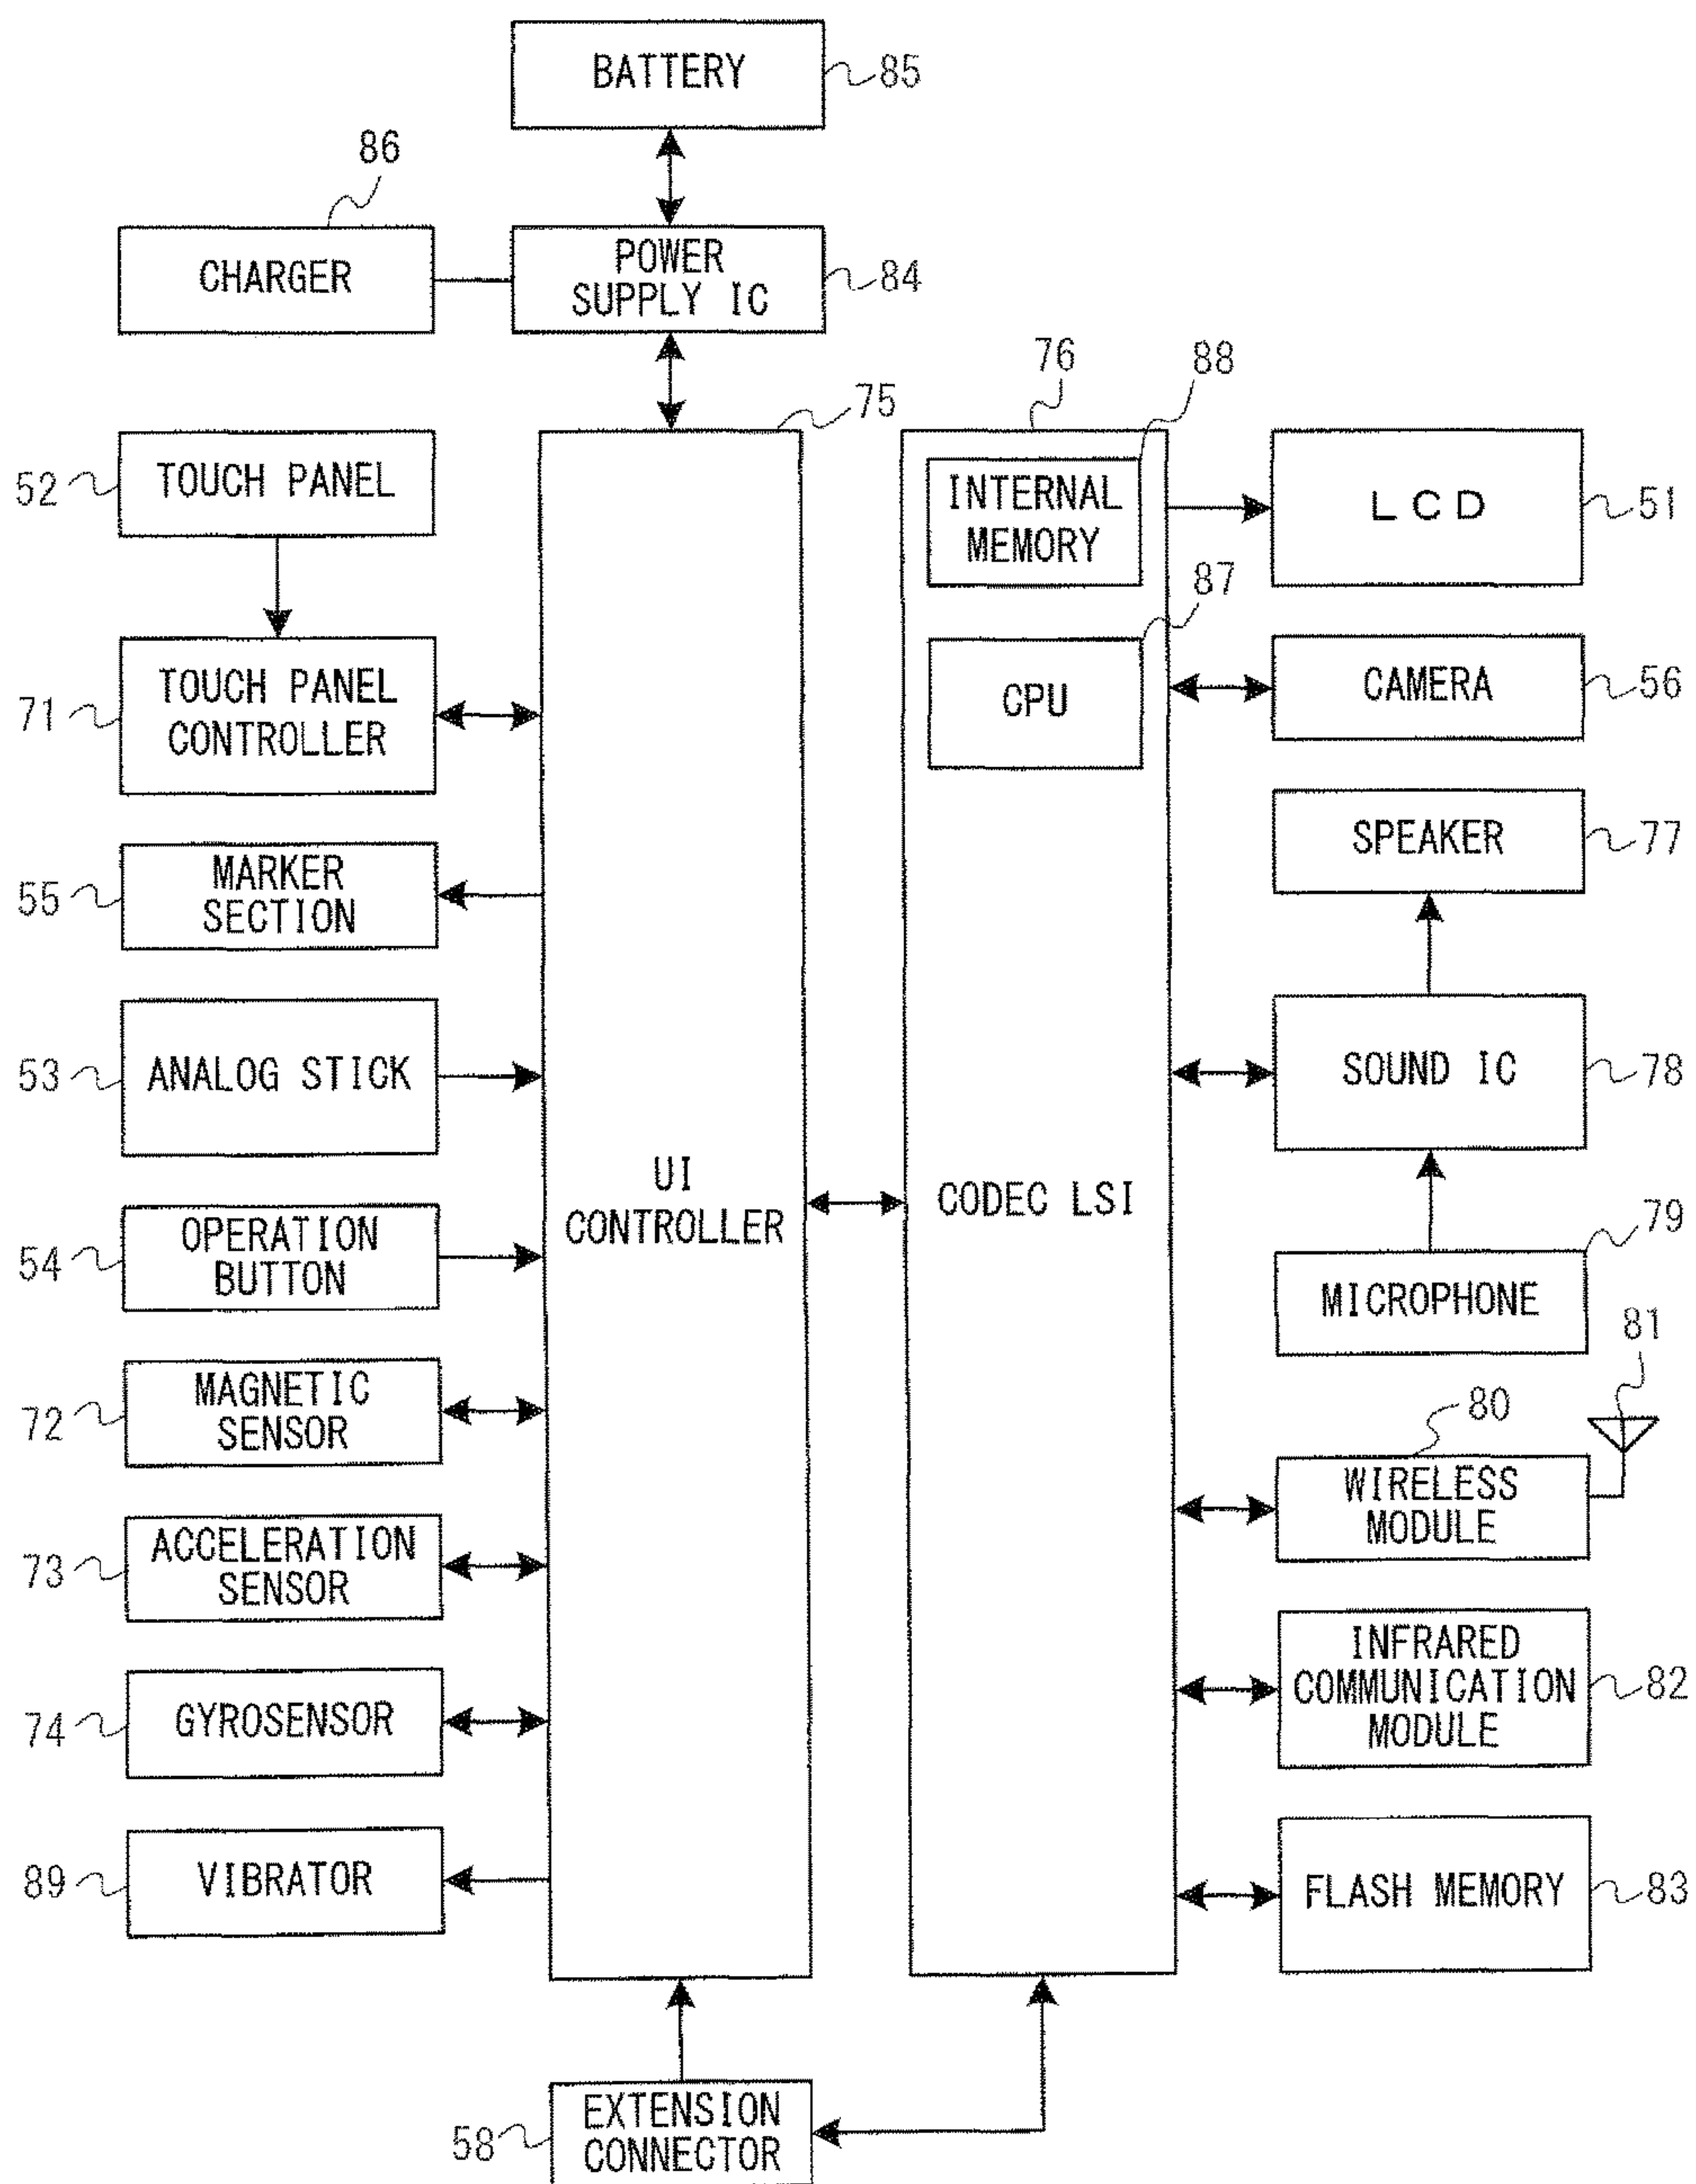 BATTERY
85
86
CHARGER
POWER
SUPPLY IC
84
75
76
88
52
TOUCH PANEL
INTERNAL
MEMORY
LCD
51
87
71
TOUCH PANEL
CONTROLLER
CPU
CAMERA
56
SPEAKER
77
55
MARKER
SECTION
53
ANALOG STICK
SOUND IC
78
UI
CONTROLLER
CODEC LSI
54
OPERATION
BUTTON
79
MICROPHONE
81
72
MAGNETIC
SENSOR
80
WIRELESS
MODULE
73
ACCELERATION
SENSOR
74
GYROSENSOR
INFRARED
COMMUNICATION
MODULE
82
89
VIBRATOR
FLASH MEMORY
83
58
EXTENSION
CONNECTOR